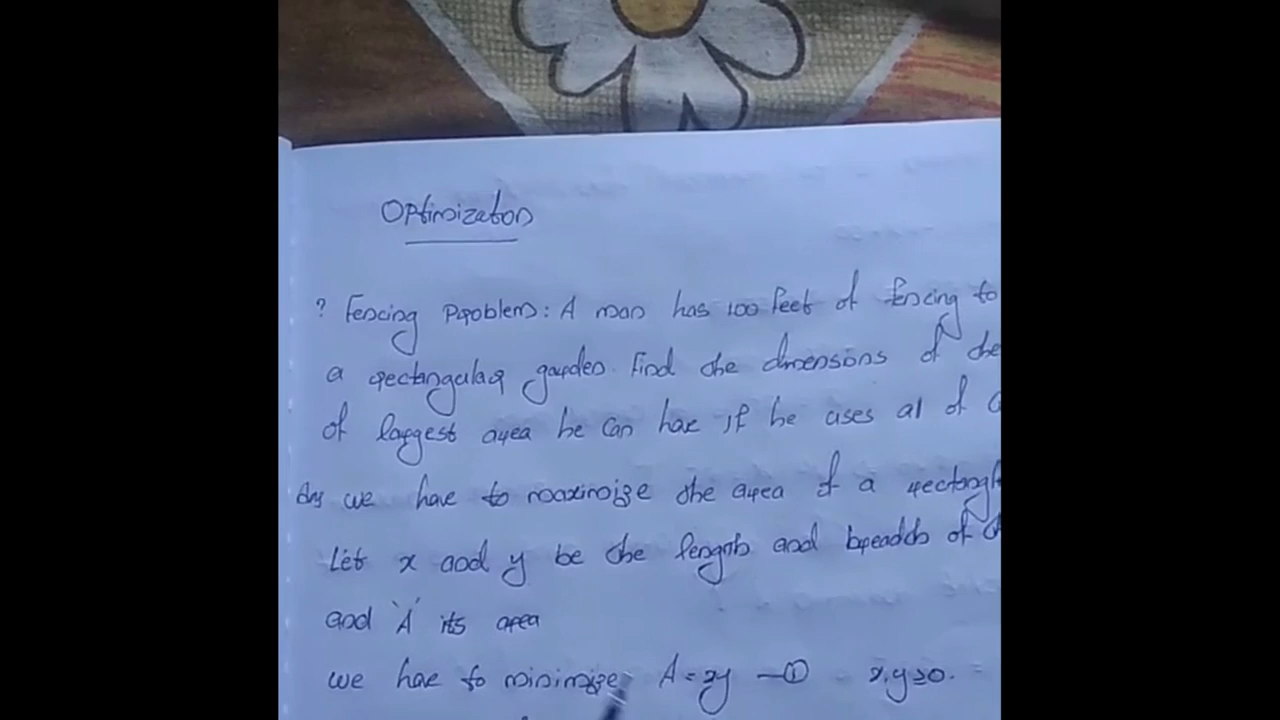 Optimization
? Fencing Problem: A man has 100 feet of fencing to
a rectangular garden Find the dimensions of the
of largest area he can have if he uses all of
Ans we have to maximize the area of a rectangle
Let x and y be the length and breadth of
and 'A' its area
we have to minimize A = xy —① x,y≥0.